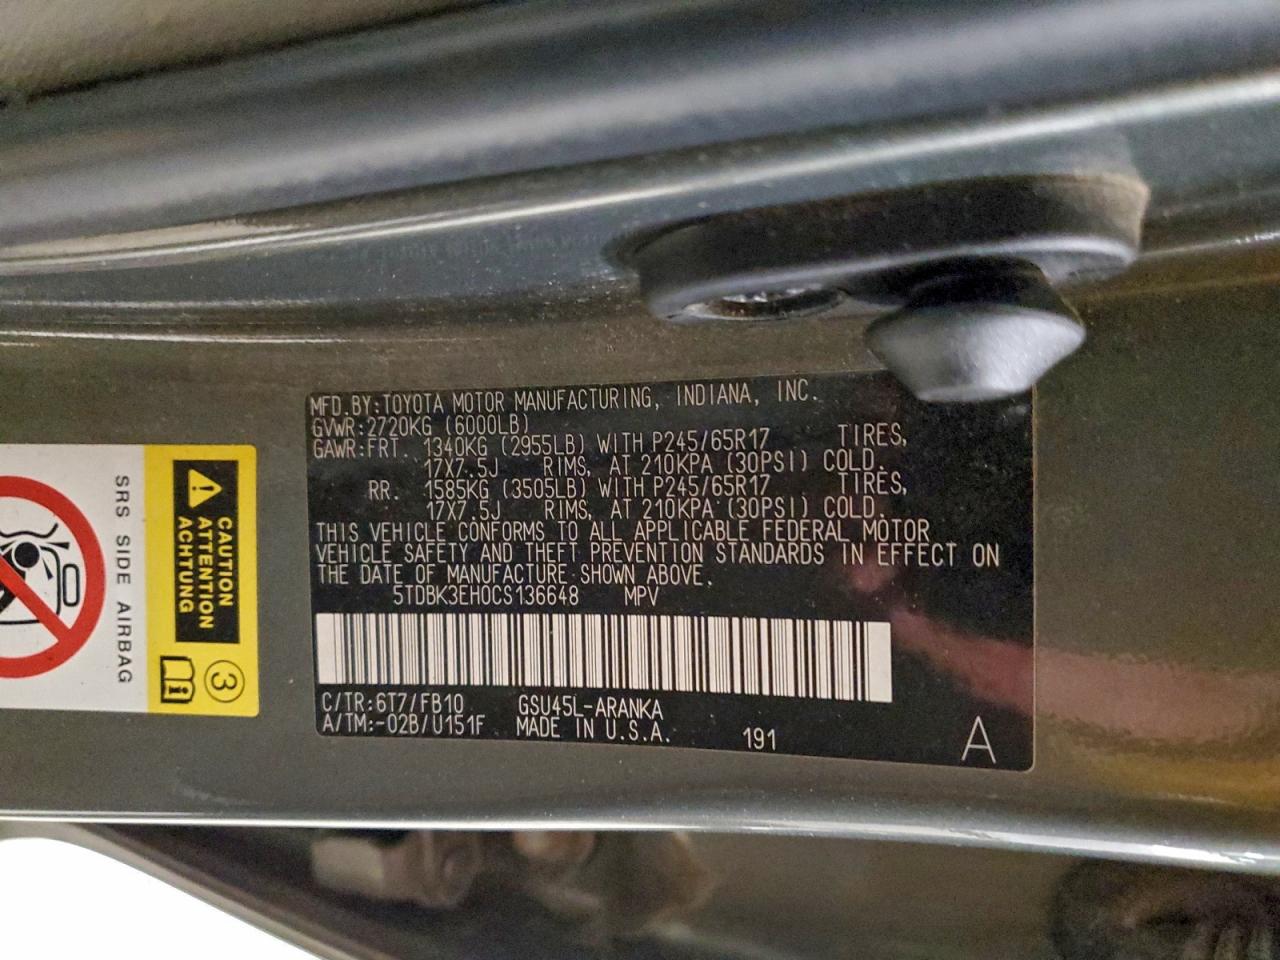 MFD.BY:TOYOTA MOTOR MANUFACTURING, INDIANA, INC.
GVWR:2720KG (6000LB)
GAWR:FRT. 1340KG (2955LB) WITH P245/65R17 TIRES,
17X7.5J RIMS, AT 210KPA (30PSI) COLD.
RR. 1585KG (3505LB) WITH P245/65R17 TIRES,
17X7.5J RIMS, AT 210KPA (30PSI) COLD.
THIS VEHICLE CONFORMS TO ALL APPLICABLE FEDERAL MOTOR
VEHICLE SAFETY AND THEFT PREVENTION STANDARDS IN EFFECT ON
THE DATE OF MANUFACTURE SHOWN ABOVE.
5TDBK3EH0CS136648 MPV
C/TR:6T7/FB10 GSU45L-ARANKA
A/TM:-02B/U151F MADE IN U.S.A. 191
A
CAUTION
ATTENTION
ACHTUNG
3
SRS SIDE AIRBAG